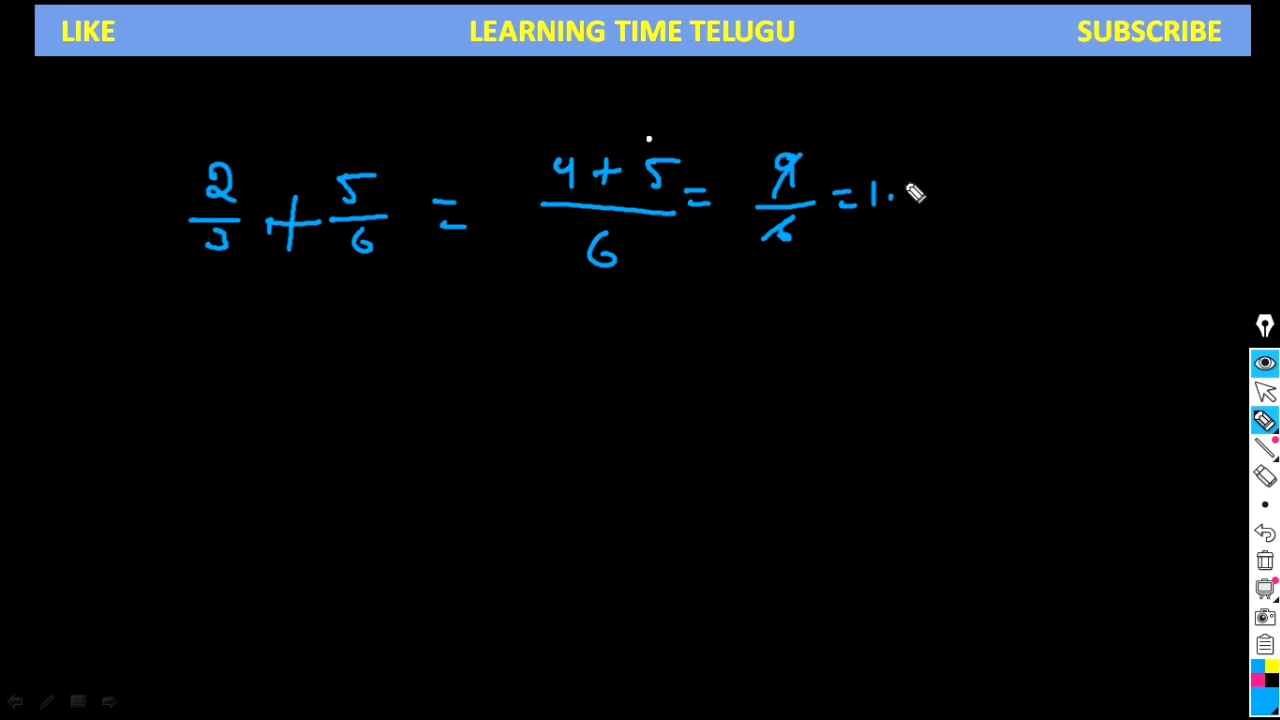 LIKE LEARNING TIME TELUGU SUBSCRIBE
2/3 + 5/6 = 4 + 5/6 = 9/6 = 1.